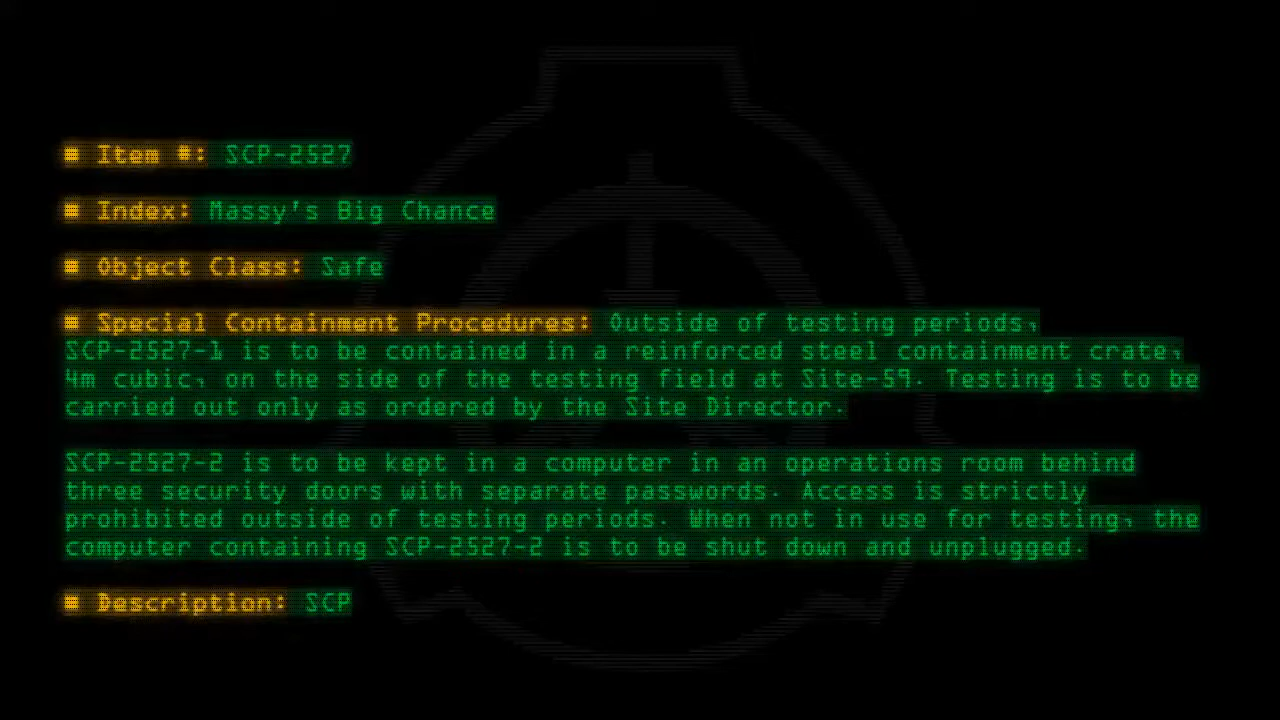 ■ Item #: SCP-2527
■ Index: Massy's Big Chance
■ Object Class: Safe
■ Special Containment Procedures: Outside of testing periods,
SCP-2527-1 is to be contained in a reinforced steel containment crate,
4m cubic, on the side of the testing field at Site-59. Testing is to be
carried out only as ordered by the Site Director.
SCP-2527-2 is to be kept in a computer in an operations room behind
three security doors with separate passwords. Access is strictly
prohibited outside of testing periods. When not in use for testing, the
computer containing SCP-2527-2 is to be shut down and unplugged.
■ Description: SCP